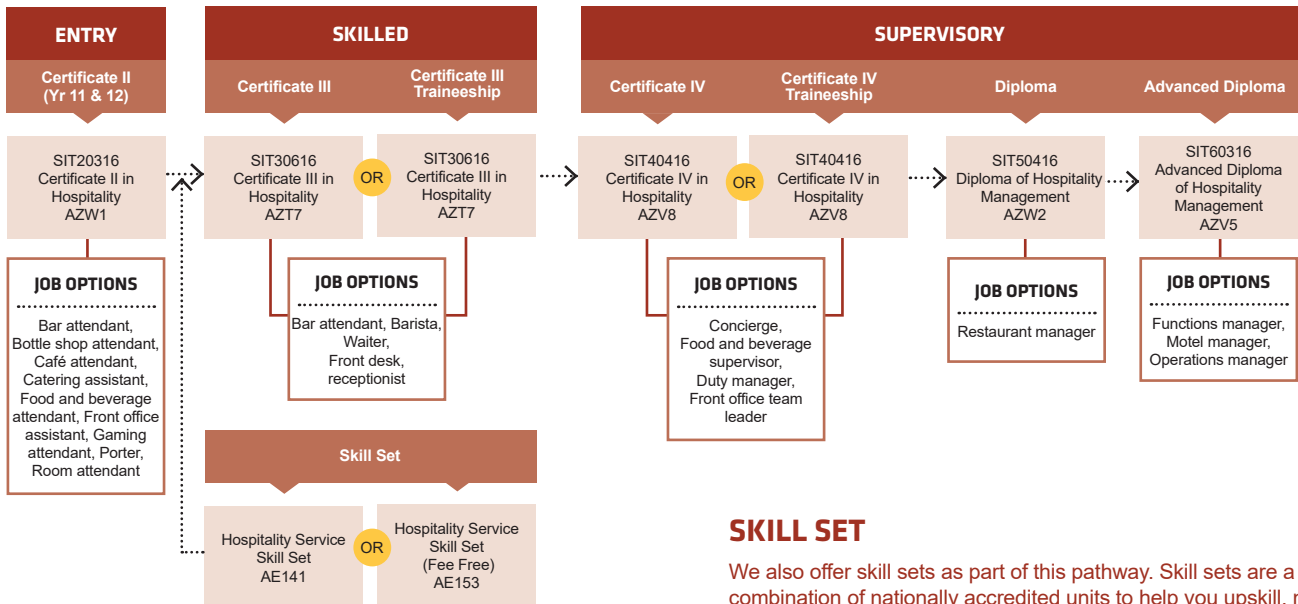 ENTRY
SKILLED
SUPERVISORY
Certificate II
(Yr 11 & 12)
Certificate III
Certificate III
Traineeship
Certificate IV
Certificate IV
Traineeship
Diploma
Advanced Diploma
SIT20316
Certificate II in
Hospitality
AZW1
SIT30616
Certificate III in
Hospitality
AZT7
OR
SIT30616
Certificate III in
Hospitality
AZT7
SIT40416
Certificate IV in
Hospitality
AZV8
OR
SIT40416
Certificate IV in
Hospitality
AZV8
SIT50416
Diploma of Hospitality
Management
AZW2
SIT60316
Advanced Diploma
of Hospitality
Management
AZV5
JOB OPTIONS
Bar attendant,
Bottle shop attendant,
Café attendant,
Catering assistant,
Food and beverage
attendant, Front office
assistant, Gaming
attendant, Porter,
Room attendant
JOB OPTIONS
Bar attendant, Barista,
Waiter,
Front desk,
receptionist
JOB OPTIONS
Concierge,
Food and beverage
supervisor,
Duty manager,
Front office team
leader
JOB OPTIONS
Restaurant manager
JOB OPTIONS
Functions manager,
Motel manager,
Operations manager
Skill Set
Hospitality Service
Skill Set
AE141
OR
Hospitality Service
Skill Set
(Fee Free)
AE153
SKILL SET
We also offer skill sets as part of this pathway. Skill sets are a
combination of nationally accredited units to help you upskill,